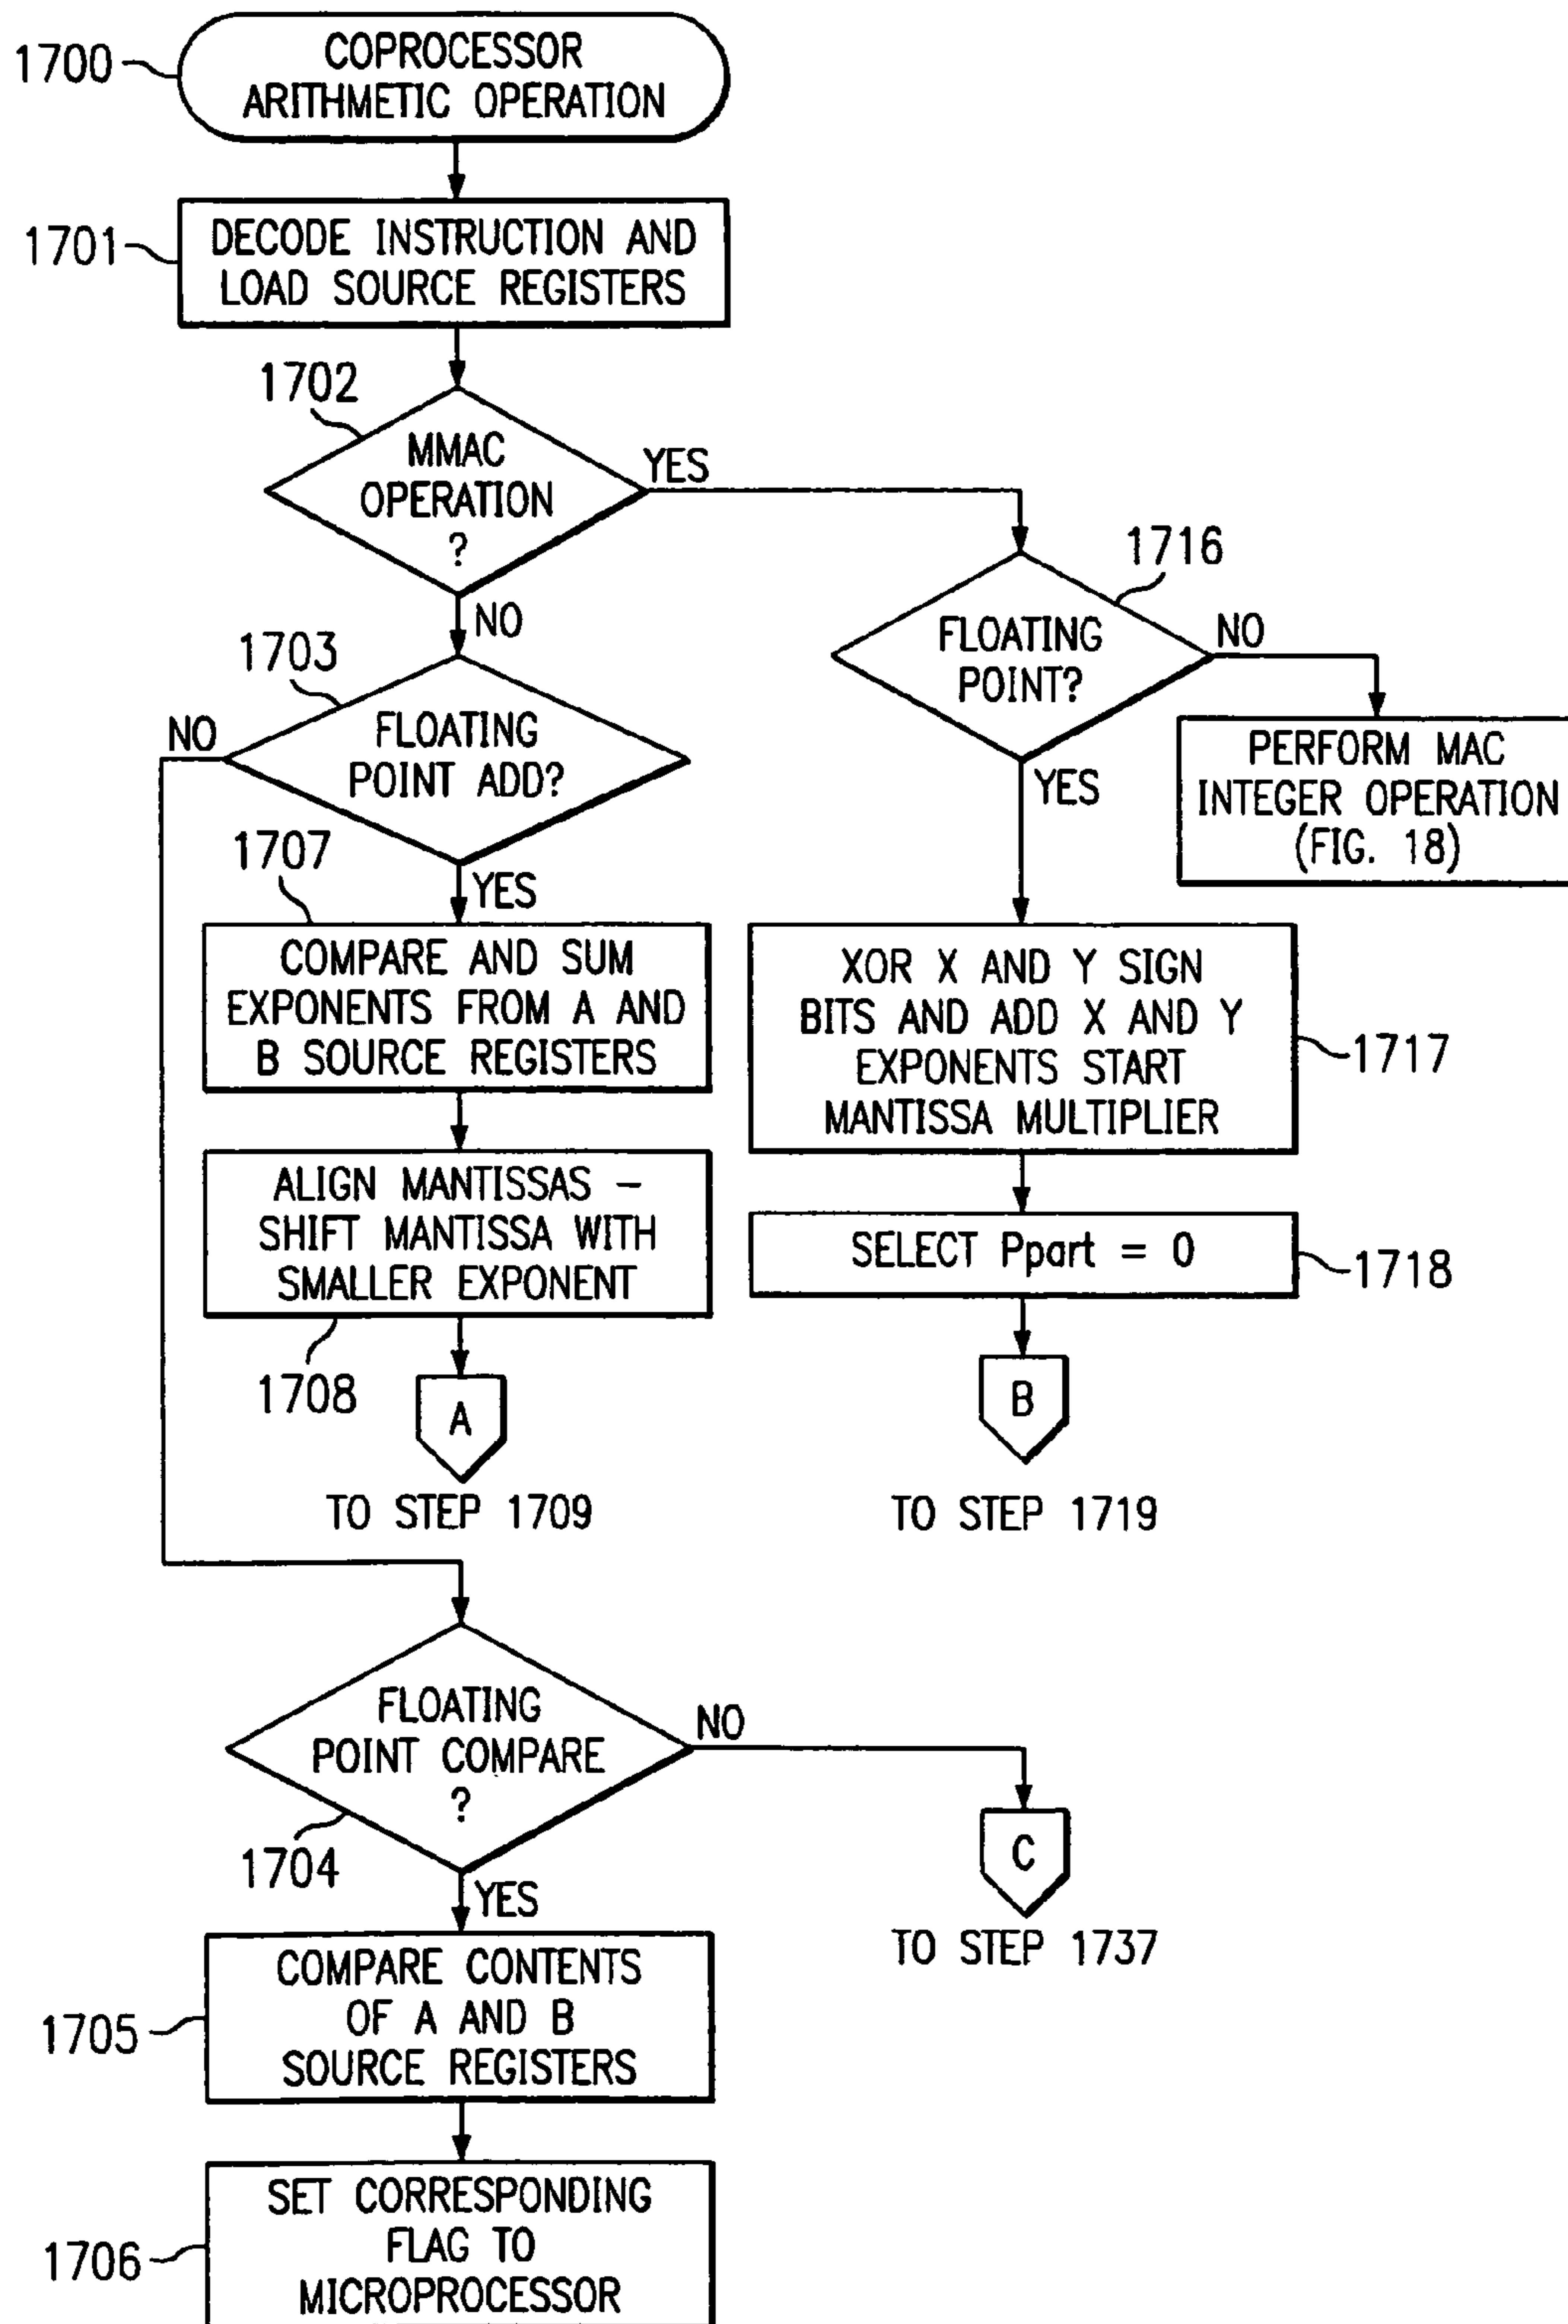 1700
COPROCESSOR
ARITHMETIC OPERATION
1701
DECODE INSTRUCTION AND
LOAD SOURCE REGISTERS
1702
MMAC
OPERATION
?
YES
NO
1716
FLOATING
POINT?
NO
YES
PERFORM MAC
INTEGER OPERATION
(FIG. 18)
1703
NO
FLOATING
POINT ADD?
YES
1707
COMPARE AND SUM
EXPONENTS FROM A AND
B SOURCE REGISTERS
XOR X AND Y SIGN
BITS AND ADD X AND Y
EXPONENTS START
MANTISSA MULTIPLIER
1717
ALIGN MANTISSAS –
SHIFT MANTISSA WITH
SMALLER EXPONENT
1708
SELECT Ppart = 0
1718
A
TO STEP 1709
B
TO STEP 1719
FLOATING
POINT COMPARE
?
1704
NO
YES
C
TO STEP 1737
1705
COMPARE CONTENTS
OF A AND B
SOURCE REGISTERS
1706
SET CORRESPONDING
FLAG TO
MICROPROCESSOR